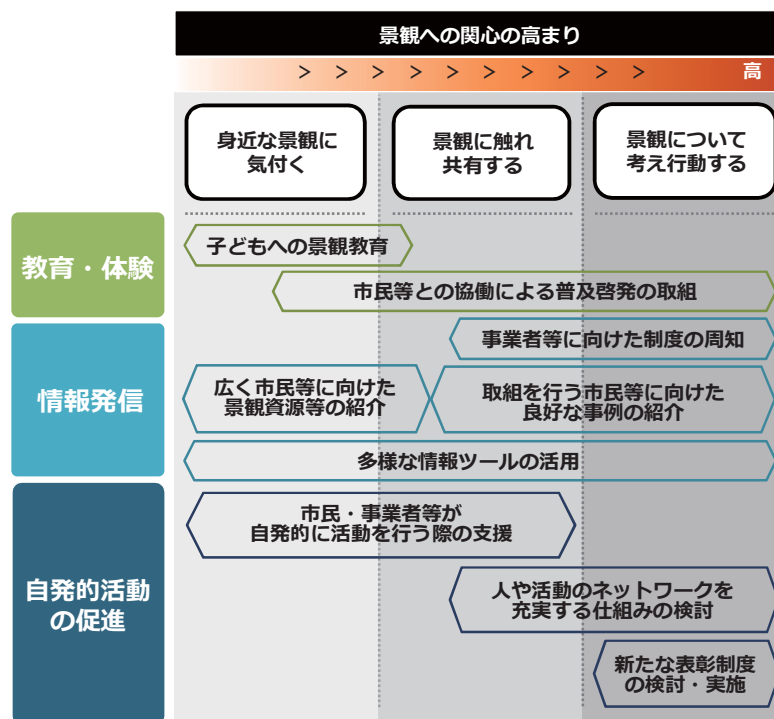 景観への関心の高まり
> > > > > > > > > > 高
身近な景観に
気付く
景観に触れ
共有する
景観について
考え行動する
教育・体験
子どもへの景観教育
市民等との協働による普及啓発の取組
情報発信
事業者等に向けた制度の周知
広く市民等に向けた
景観資源等の紹介
取組を行う市民等に向けた
良好な事例の紹介
多様な情報ツールの活用
自発的活動
の促進
市民・事業者等が
自発的に活動を行う際の支援
人や活動のネットワークを
充実する仕組みの検討
新たな表彰制度
の検討・実施